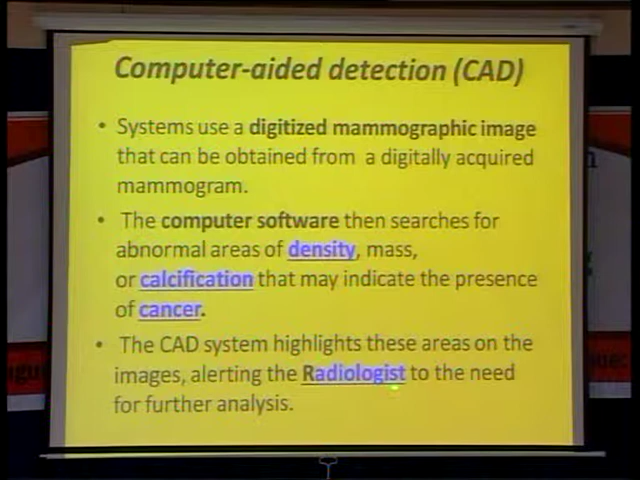 Computer-aided detection (CAD)
• Systems use a digitized mammographic image
that can be obtained from a digitally acquired
mammogram.
• The computer software then searches for
abnormal areas of density, mass,
or calcification that may indicate the presence
of cancer.
• The CAD system highlights these areas on the
images, alerting the Radiologist to the need
for further analysis.